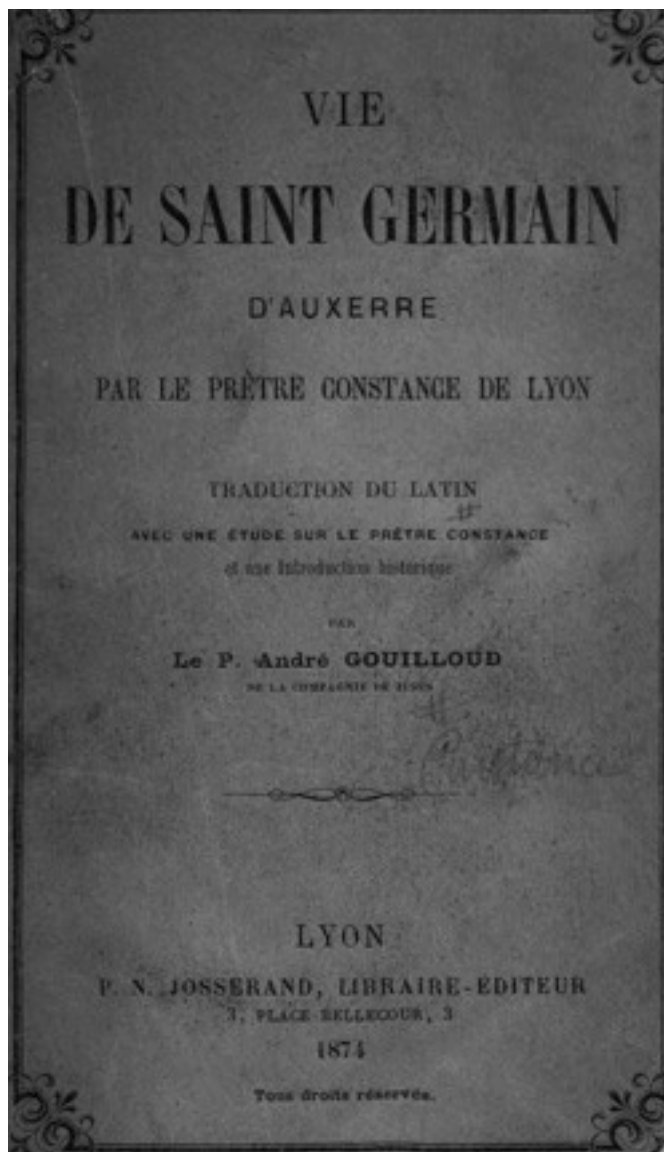 VIE
DE SAINT GERMAIN
D'AUXERRE
PAR LE PRÊTRE CONSTANCE DE LYON
TRADUCTION DU LATIN
AVEC UNE ÉTUDE SUR LE PRÊTRE CONSTANCE
et une Introduction historique
PAR
Le P. André GOUILLOUD
DE LA COMPAGNIE DE JÉSUS
LYON
P. N. JOSSERAND, LIBRAIRE-ÉDITEUR
3, PLACE BELLECOUR, 3
1874
Tous droits réservés.